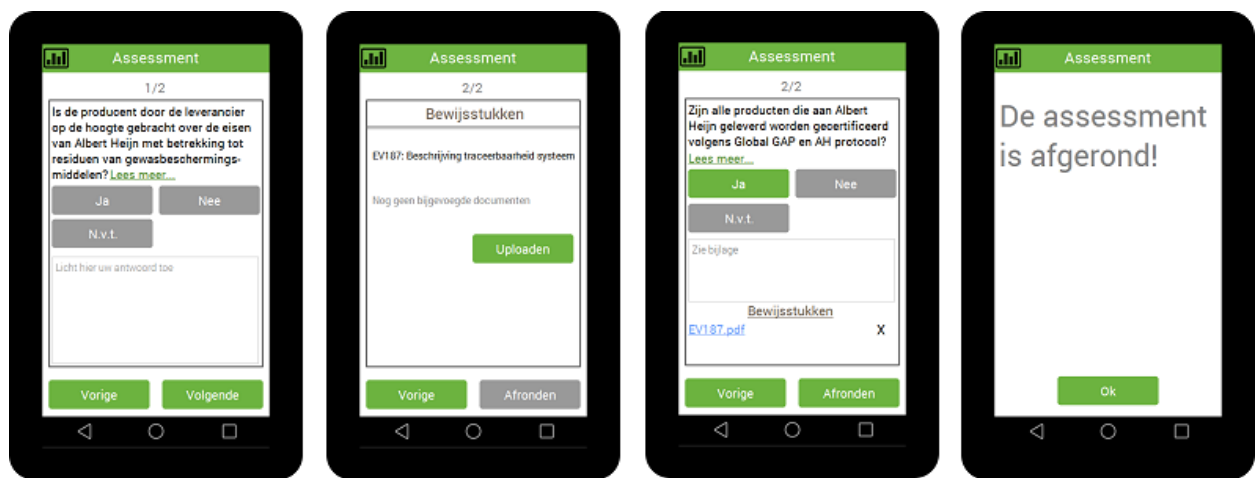 Assessment
1/2
Is de producent door de leverancier
op de hoogte gebracht over de eisen
van Albert Heijn met betrekking tot
residuen van gewasbeschermings-
middelen? Lees meer...
Ja
Nee
N.v.t.
Licht hier uw antwoord toe
Vorige
Volgende
Assessment
2/2
Bewijsstukken
EV187: Beschrijving traceerbaarheid systeem
Nog geen bijgevoegde documenten
Uploaden
Vorige
Afronden
Assessment
2/2
Zijn alle producten die aan Albert
Heijn geleverd worden gecertificeerd
volgens Global GAP en AH protocol?
Lees meer...
Ja
Nee
N.v.t.
Zie bijlage
Bewijsstukken
EV187.pdf
X
Vorige
Afronden
Assessment
De assessment
is afgerond!
Ok